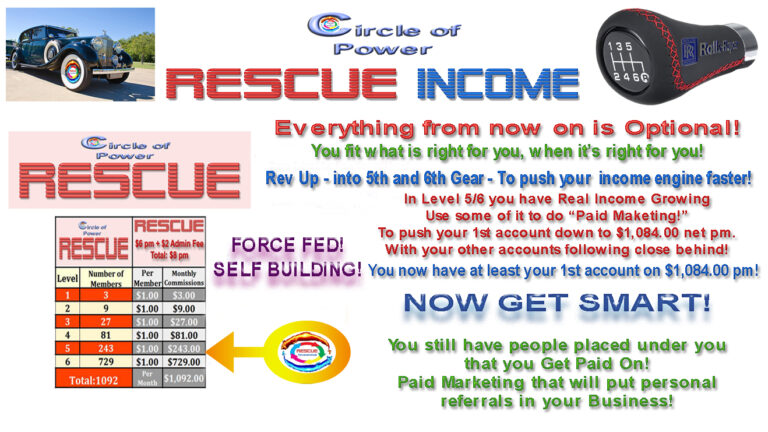 Circle of
Power
RESCUE INCOME
1 3 5
2 4 6 R
Everything from now on is Optional!
You fit what is right for you, when it's right for you!
Rev Up - into 5th and 6th Gear - To push your income engine faster!
In Level 5/6 you have Real Income Growing
Use some of it to do “Paid Maketing!”
To push your 1st account down to $1,084.00 net pm.
With your other accounts following close behind!
You now have at least your 1st account on $1,084.00 pm!
Circle of
Power
RESCUE
Circle of
Power
RESCUE
RESCUE
$6 pm + $2 Admin Fee
Total: $8 pm
Level Number of Members Per Member Monthly Commissions
1 3 $1.00 $3.00
2 9 $1.00 $9.00
3 27 $1.00 $27.00
4 81 $1.00 $81.00
5 243 $1.00 $243.00
6 729 $1.00 $729.00
Total:1092 Per Month $1,092.00
FORCE FED!
SELF BUILDING!
RESCUE
NOW GET SMART!
You still have people placed under you
that you Get Paid On!
Paid Marketing that will put personal
referrals in your Business!